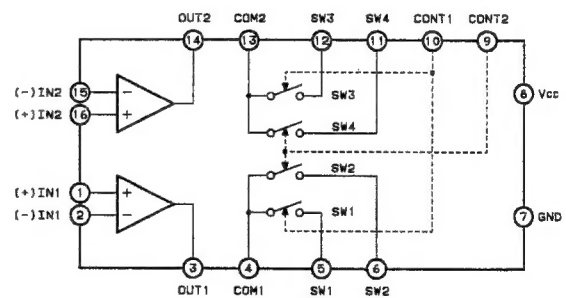 OUT2 COM2 SW3 SW4 CONT1 CONT2
14 13 12 11 10 9
(-)IN2 15 -
(+)IN2 16 +
SW3
SW4
8 Vcc
(+)IN1 1 +
(-)IN1 2 -
SW2
SW1
7 GND
3 4 5 6
OUT1 COM1 SW1 SW2